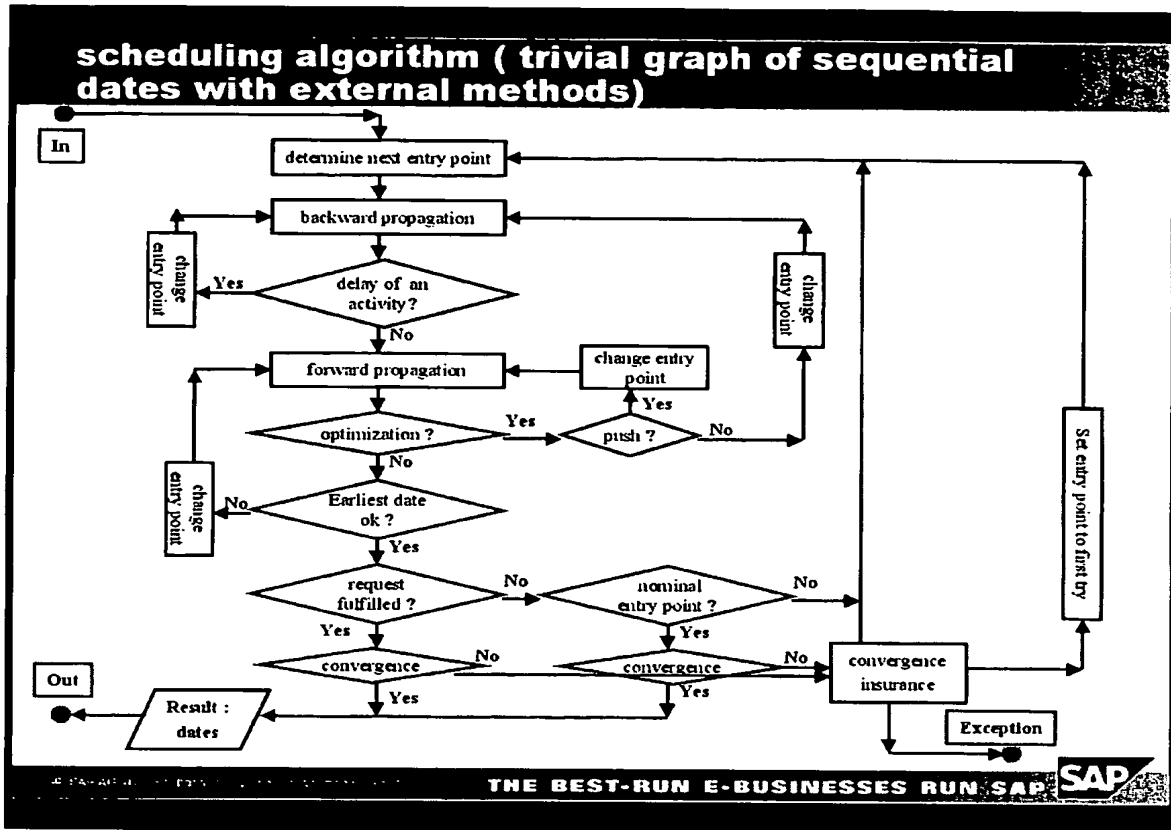 scheduling algorithm ( trivial graph of sequential
dates with external methods)
In
determine next entry point
backward propagation
change
entry point
Yes
delay of an
activity?
No
change
entry point
forward propagation
change entry
point
Yes
optimization ?
Yes
push ?
No
No
change
entry point
No
Earliest date
ok ?
Yes
Set entry point to first try
request
fulfilled ?
No
nominal
entry point ?
No
Yes
Yes
convergence
No
convergence
No
convergence
insurance
Out
Yes
Yes
Result :
dates
Exception
THE BEST-RUN E-BUSINESSES RUN SAP
SAP